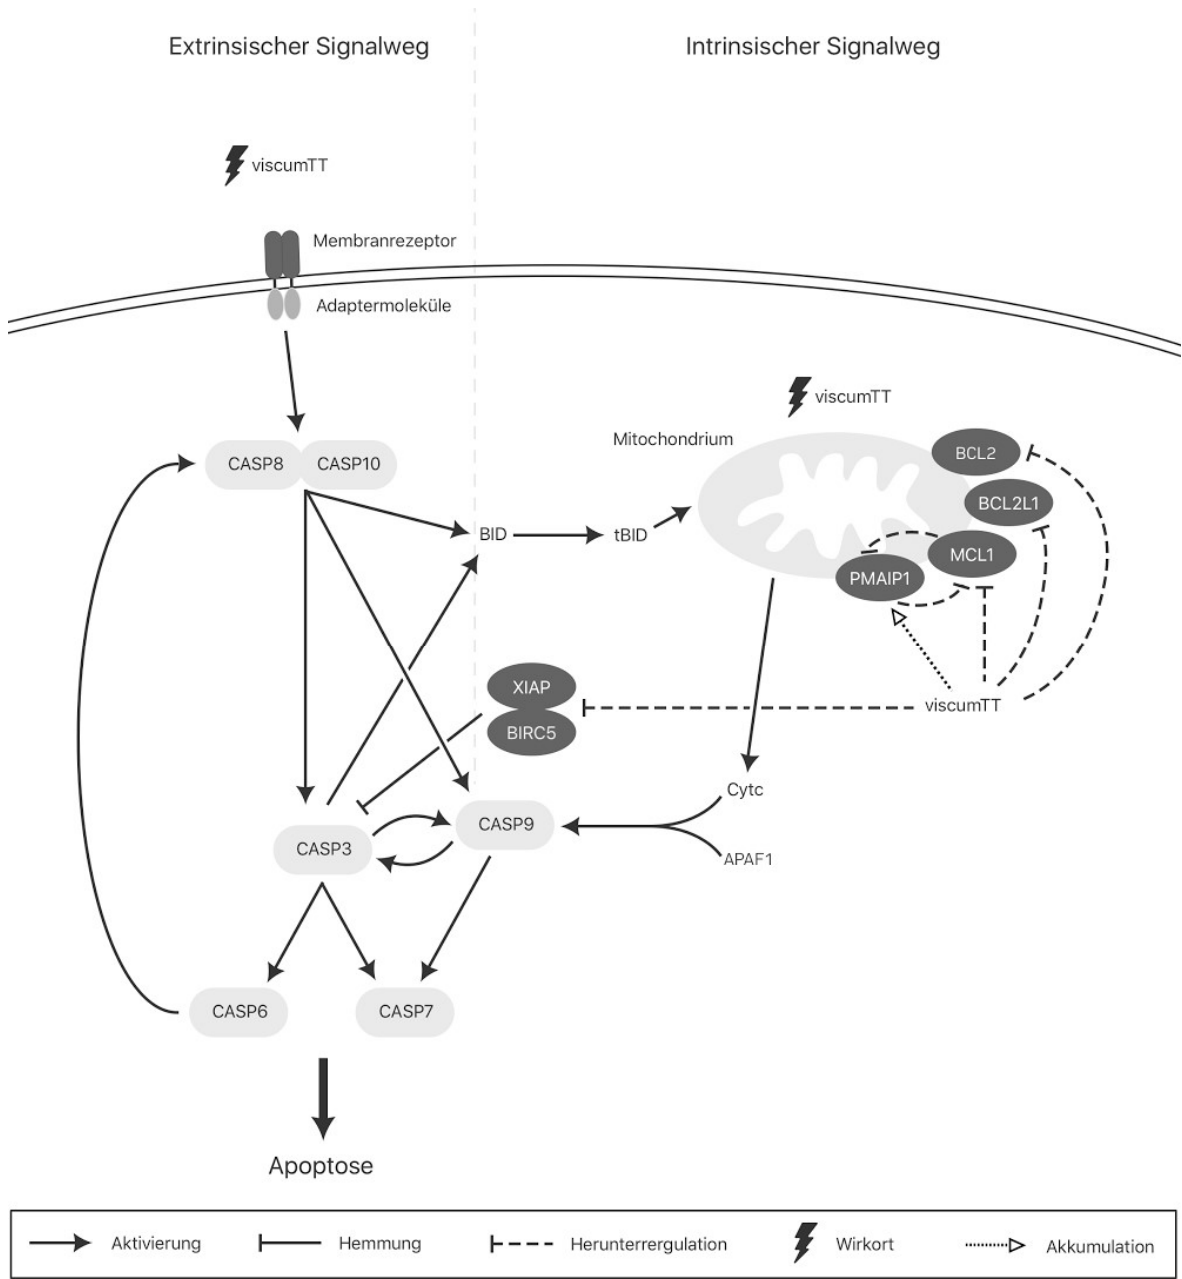 Extrinsischer Signalweg
Intrinsischer Signalweg
viscumTT
Membranrezeptor
Adaptermoleküle
viscumTT
Mitochondrium
BCL2
CASP8
CASP10
BCL2L1
BID
tBID
MCL1
PMAIP1
XIAP
viscumTT
BIRC5
Cytc
CASP9
CASP3
APAF1
CASP6
CASP7
Apoptose
Aktivierung
Hemmung
Herunterrergulation
Wirkort
Akkumulation